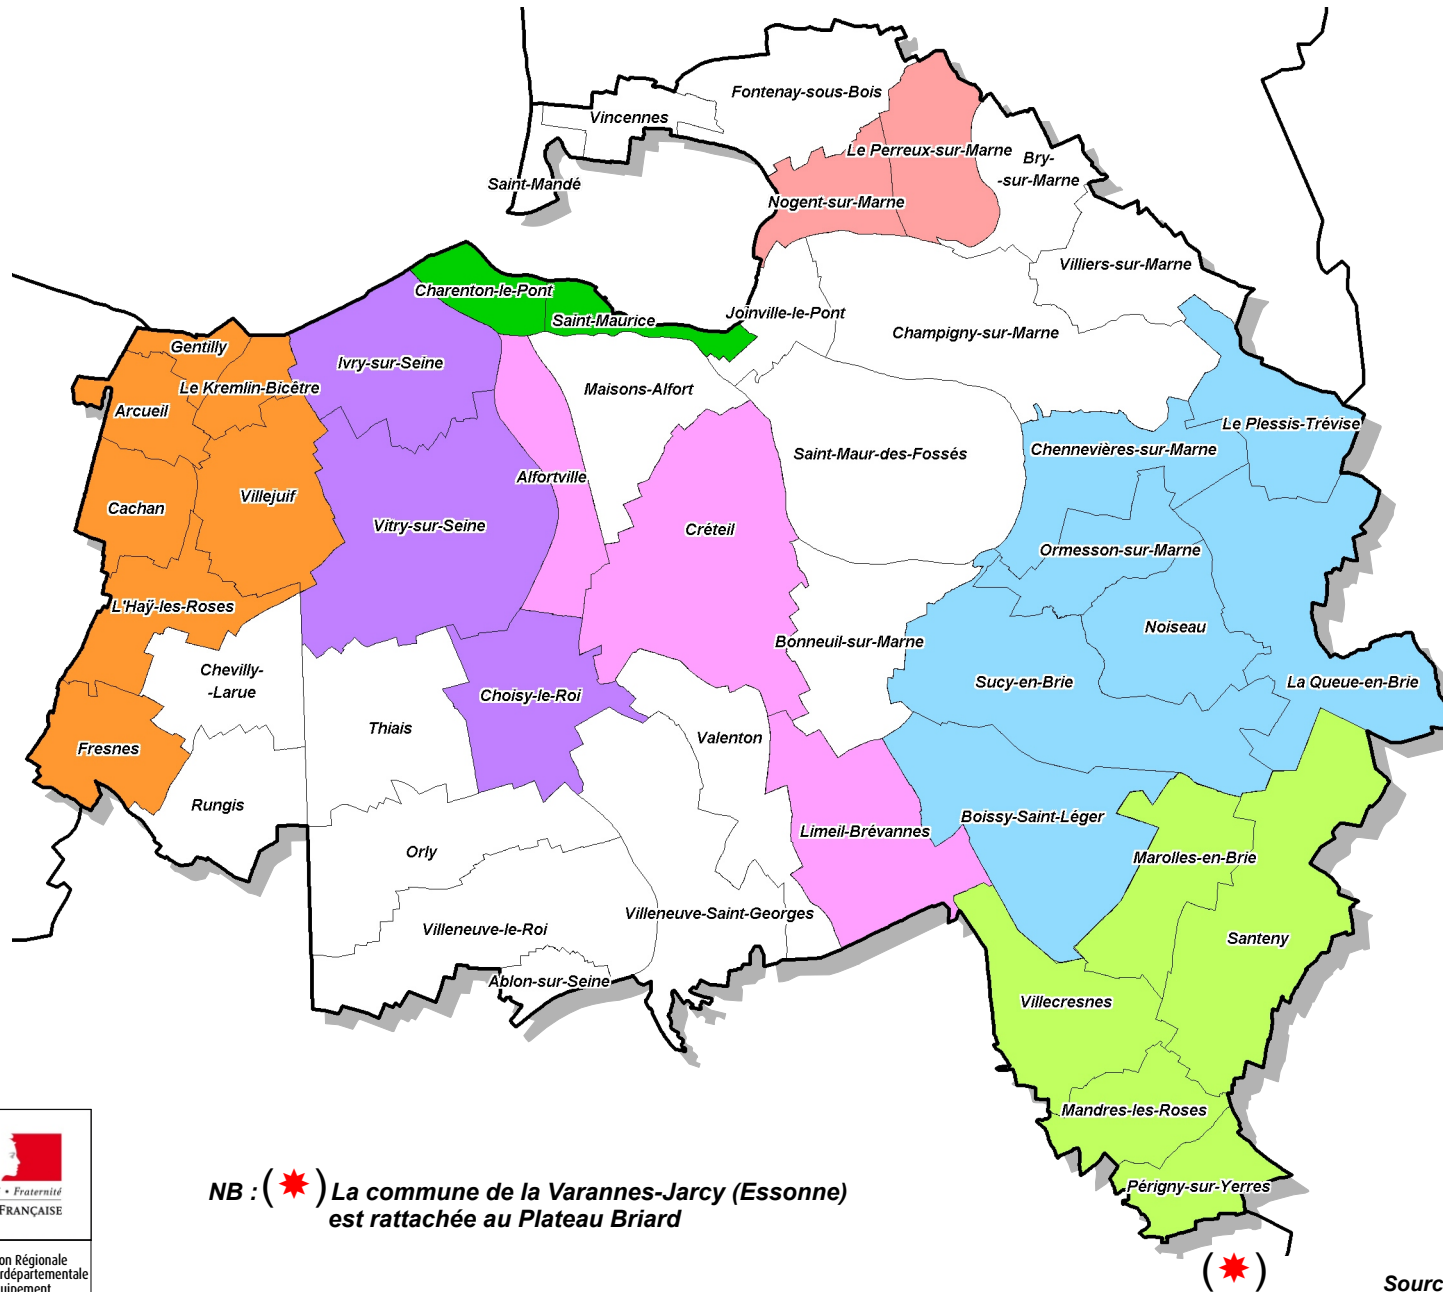 Fontenay-sous-Bois
Vincennes
Le Perreux-sur-Marne
Bry-
-sur-Marne
Saint-Mandé
Nogent-sur-Marne
Villiers-sur-Marne
Charenton-le-Pont
Saint-Maurice
Joinville-le-Pont
Champigny-sur-Marne
Gentilly
Ivry-sur-Seine
Le Kremlin-Bicêtre
Maisons-Alfort
Arcueil
Le Plessis-Trévise
Chennevières-sur-Marne
Saint-Maur-des-Fossés
Alfortville
Villejuif
Cachan
Vitry-sur-Seine
Créteil
Ormesson-sur-Marne
L'Haÿ-les-Roses
Noiseau
Bonneuil-sur-Marne
Chevilly-
-Larue
Sucy-en-Brie
La Queue-en-Brie
Choisy-le-Roi
Thiais
Valenton
Fresnes
Rungis
Boissy-Saint-Léger
Limeil-Brévannes
Orly
Marolles-en-Brie
Villeneuve-Saint-Georges
Villeneuve-le-Roi
Santeny
Ablon-sur-Seine
Villecresnes
Mandres-les-Roses
Périgny-sur-Yerres
• Fraternité
FRANÇAISE
on Régionale
rdépartementale
uipement
NB : ( ) La commune de la Varannes-Jarcy (Essonne)
est rattachée au Plateau Briard
( )
Sourc